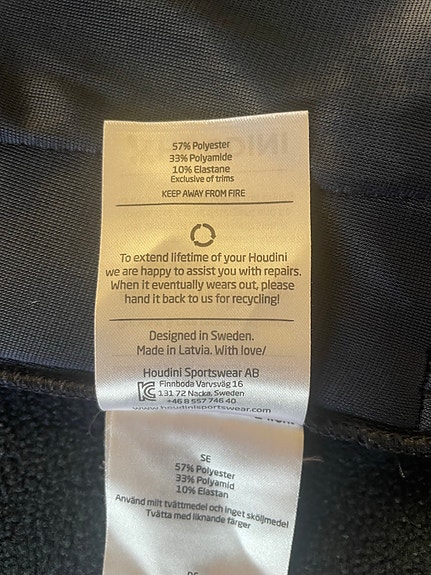 57% Polyester
33% Polyamide
10% Elastane
Exclusive of trims
KEEP AWAY FROM FIRE
To extend lifetime of your Houdini
we are happy to assist you with repairs.
When it eventually wears out, please
hand it back to us for recycling!
Designed in Sweden.
Made in Latvia. With love/
Houdini Sportswear AB
Finnboda Varvsväg 16
131 72 Nacka, Sweden
+46 8 557 746 40
www.houdinisportswear.com
SE
57% Polyester
33% Polyamid
10% Elastan
Använd milt tvättmedel och inget sköljmedel
Tvätta med liknande färger